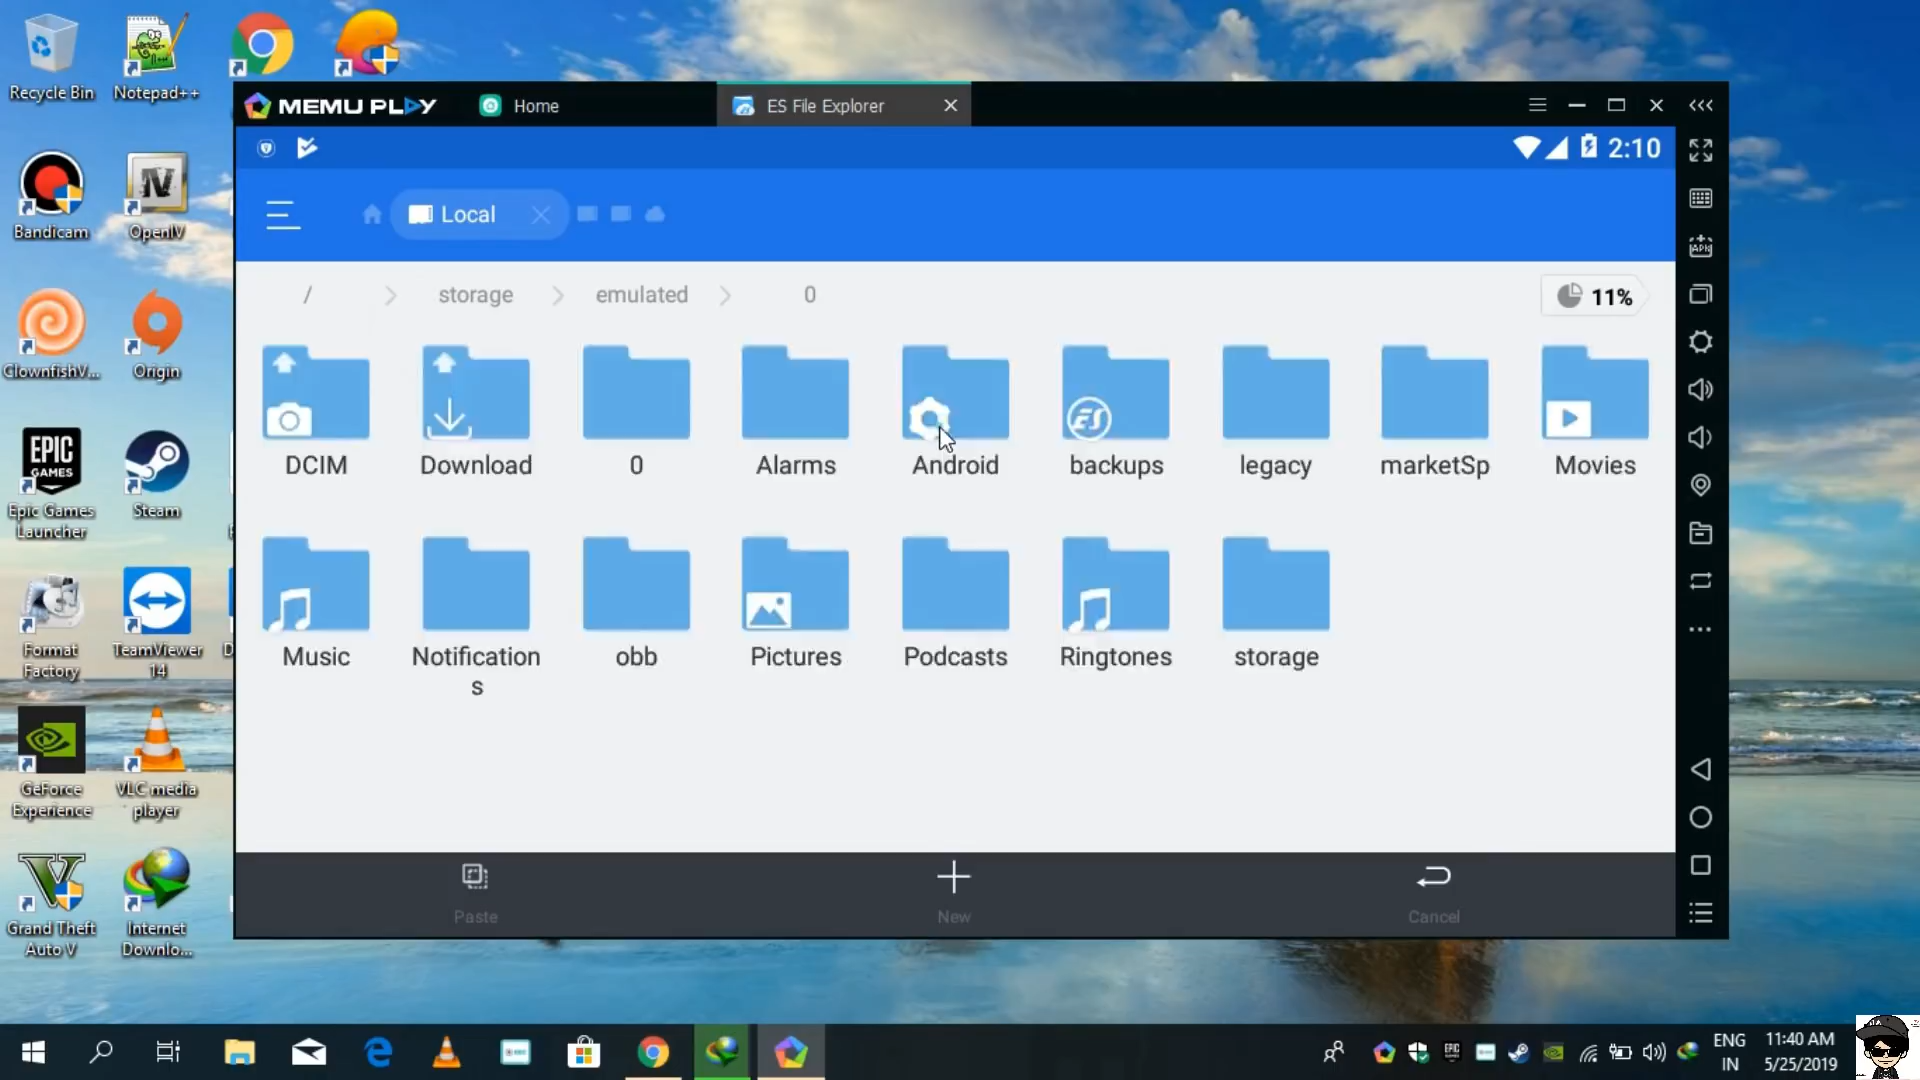 Recycle Bin
Notepad++
Bandicam
OpenIV
ClownfishV...
Origin
EPIC
GAMES
Epic Games
Launcher
Steam
Format
Factory
TeamViewer
14
GeForce
Experience
VLC media
player
Grand Theft
Auto V
Internet
Downlo...
MEMU PLAY
Home
ES File Explorer
2:10
Local
/
storage
emulated
0
11%
DCIM
Download
0
Alarms
Android
backups
legacy
marketSp
Movies
Music
Notification
s
obb
Pictures
Podcasts
Ringtones
storage
Paste
New
Cancel
APK
ENG
IN
11:40 AM
5/25/2019